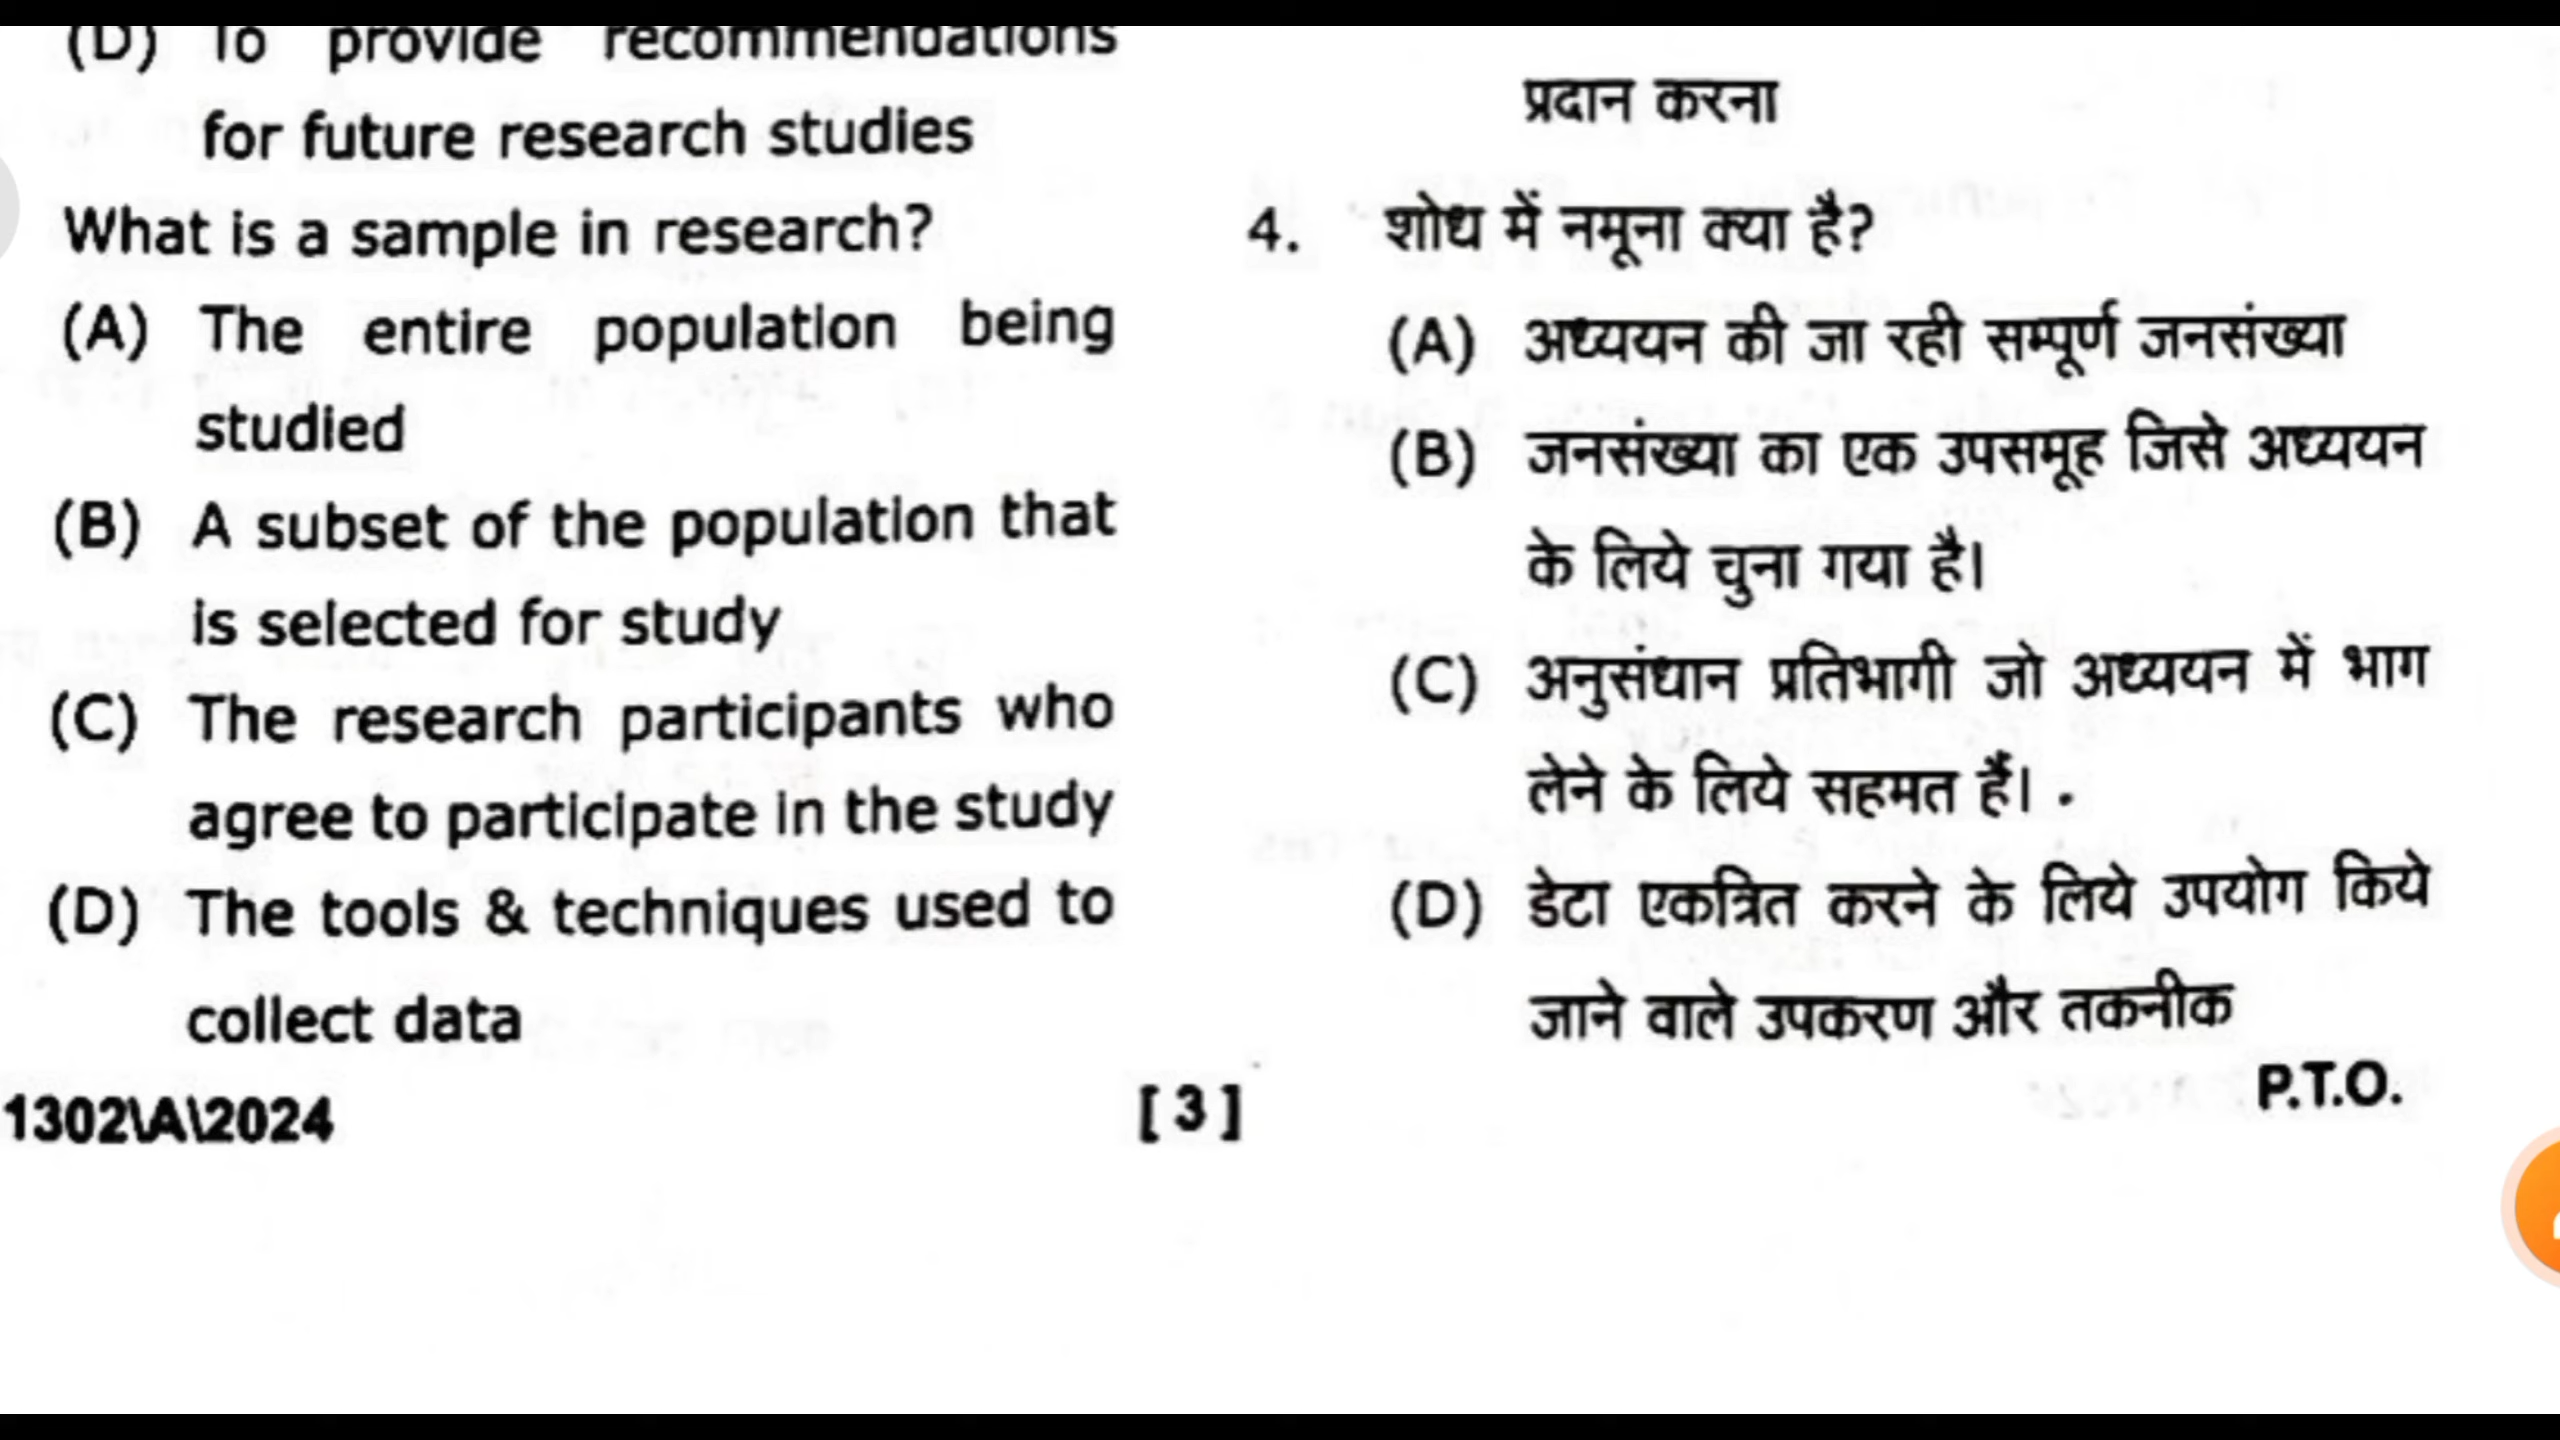 (D) To provide recommendations
for future research studies
What is a sample in research?
(A) The entire population being
studied
(B) A subset of the population that
is selected for study
(C) The research participants who
agree to participate in the study
(D) The tools & techniques used to
collect data
1302\A\2024
[ 3 ]
प्रदान करना
4. शोध में नमूना क्या है?
(A) अध्ययन की जा रही सम्पूर्ण जनसंख्या
(B) जनसंख्या का एक उपसमूह जिसे अध्ययन
के लिये चुना गया है।
(C) अनुसंधान प्रतिभागी जो अध्ययन में भाग
लेने के लिये सहमत हैं।
(D) डेटा एकत्रित करने के लिये उपयोग किये
जाने वाले उपकरण और तकनीक
P.T.O.